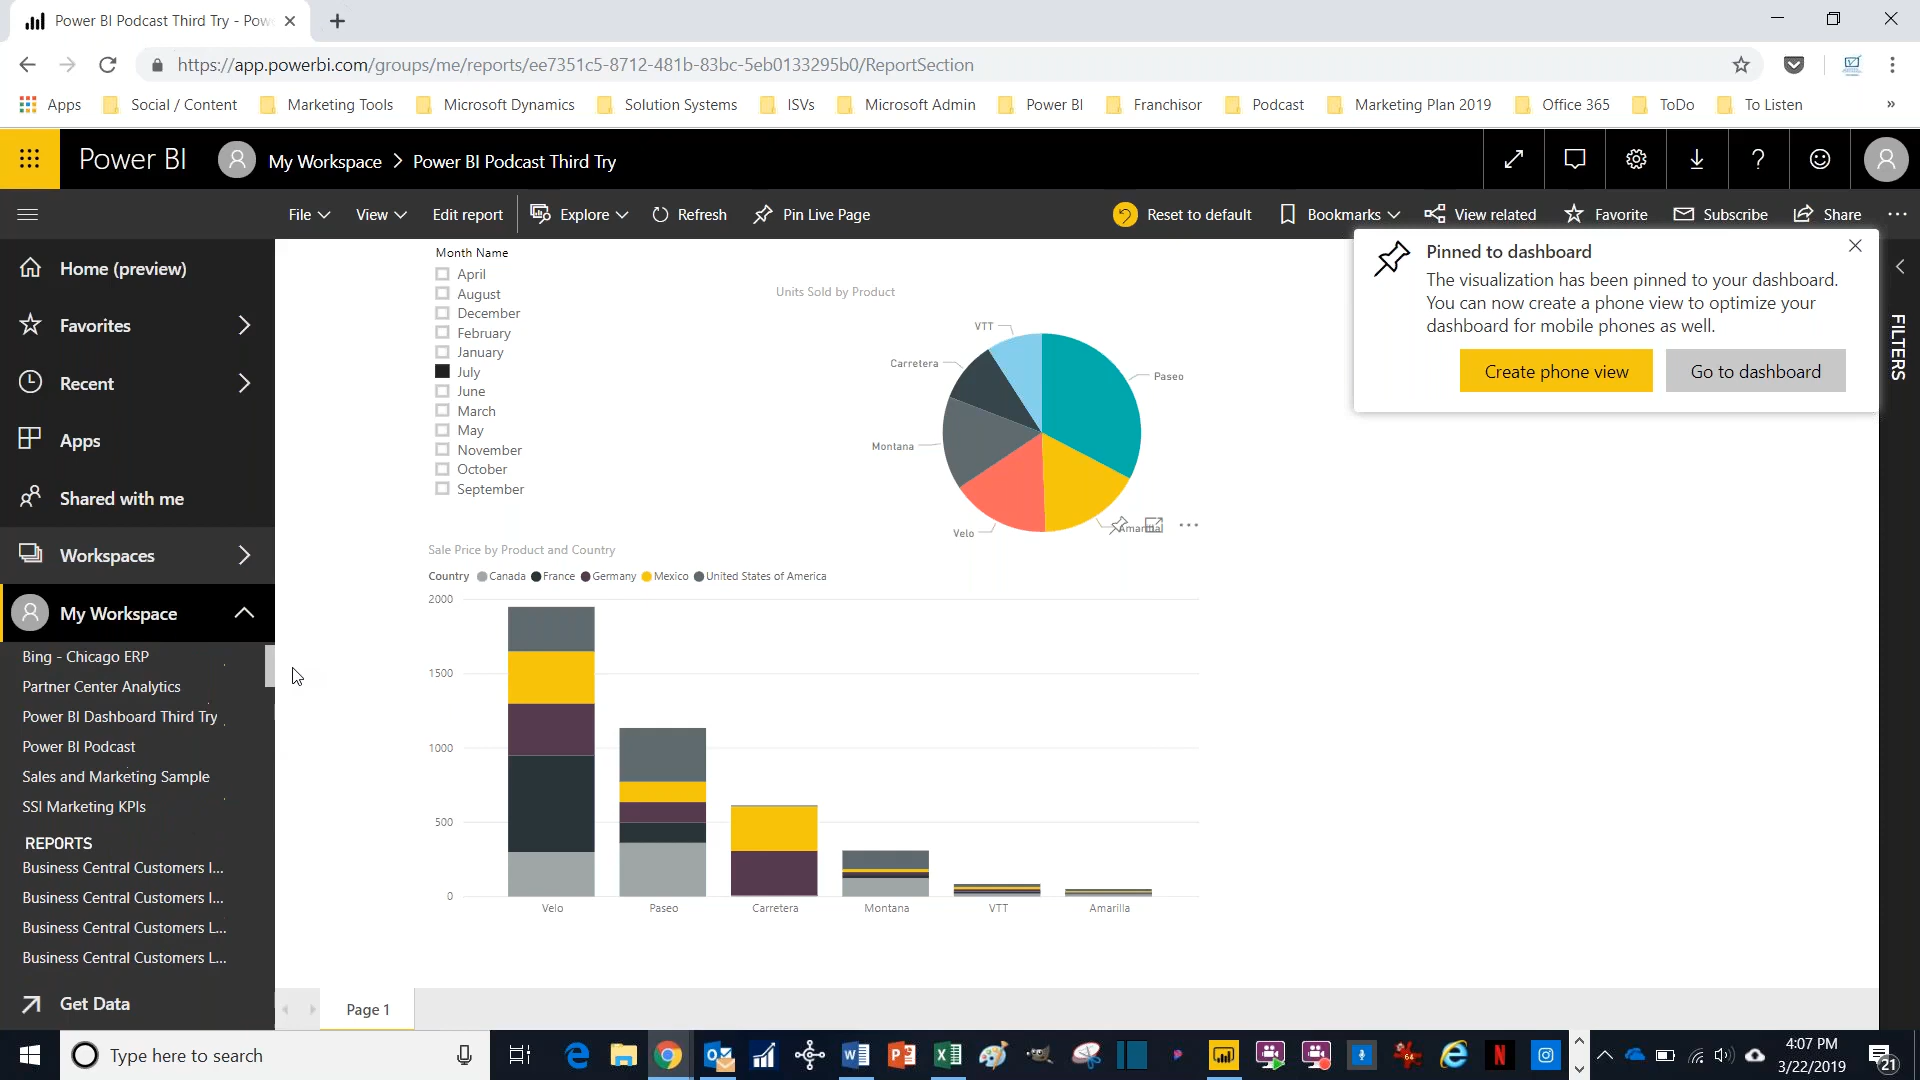 Power BI Podcast Third Try - Pow
https://app.powerbi.com/groups/me/reports/ee7351c5-8712-481b-83bc-5eb0133295b0/ReportSection
Apps Social / Content Marketing Tools Microsoft Dynamics Solution Systems ISVs Microsoft Admin Power BI Franchisor Podcast Marketing Plan 2019 Office 365 ToDo To Listen »
Power BI My Workspace > Power BI Podcast Third Try
File View Edit report Explore Refresh Pin Live Page Reset to default Bookmarks View related Favorite Subscribe Share
Home (preview)
Favorites
Recent
Apps
Shared with me
Workspaces
My Workspace
Bing - Chicago ERP
Partner Center Analytics
Power BI Dashboard Third Try
Power BI Podcast
Sales and Marketing Sample
SSI Marketing KPIs
REPORTS
Business Central Customers I...
Business Central Customers I...
Business Central Customers L...
Business Central Customers L...
Get Data
Month Name
April
August
December
February
January
July
June
March
May
November
October
September
Units Sold by Product
VTT
Carretera
Paseo
Montana
Velo
Amarilla
Pinned to dashboard
The visualization has been pinned to your dashboard.
You can now create a phone view to optimize your
dashboard for mobile phones as well.
Create phone view Go to dashboard
FILTERS
Sale Price by Product and Country
Country Canada France Germany Mexico United States of America
2000
1500
1000
500
0
Velo Paseo Carretera Montana VTT Amarilla
Page 1
Type here to search
64
4:07 PM
3/22/2019
21